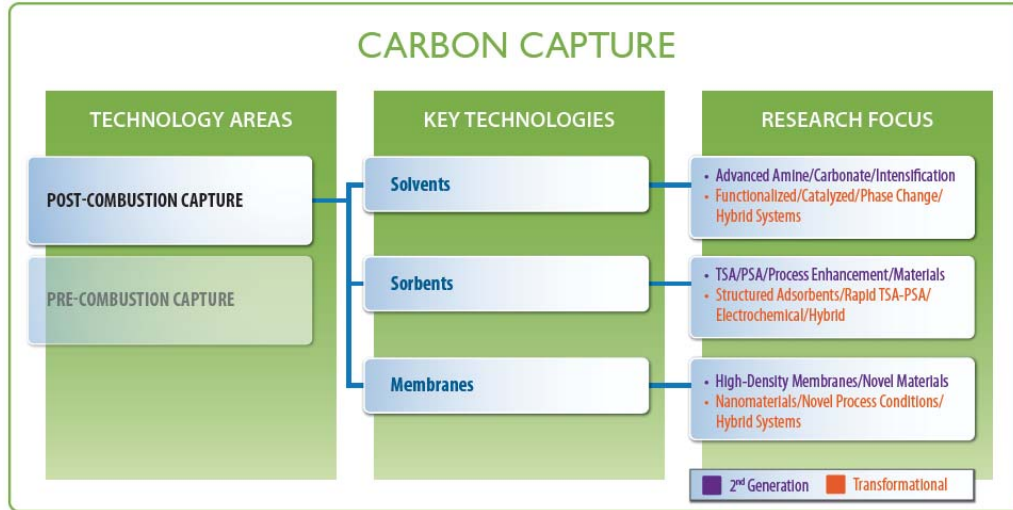 CARBON CAPTURE
TECHNOLOGY AREAS
KEY TECHNOLOGIES
RESEARCH FOCUS
POST-COMBUSTION CAPTURE
PRE-COMBUSTION CAPTURE
Solvents
Sorbents
Membranes
• Advanced Amine/Carbonate/Intensification
• Functionalized/Catalyzed/Phase Change/
Hybrid Systems
• TSA/PSA/Process Enhancement/Materials
• Structured Adsorbents/Rapid TSA-PSA/
Electrochemical/Hybrid
• High-Density Membranes/Novel Materials
• Nanomaterials/Novel Process Conditions/
Hybrid Systems
2nd Generation
Transformational